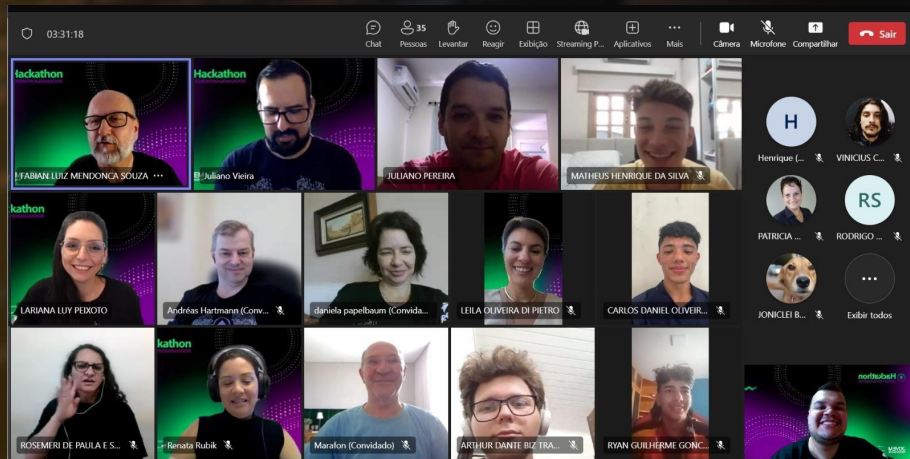 03:31:18
Chat
35
Pessoas
Levantar
Reagir
Exibição
Streaming P...
Aplicativos
Mais
Câmera
Microfone
Compartilhar
Sair
Hackathon
FABIAN LUIZ MENDONÇA SOUZA ...
Hackathon
Juliano Vieira
JULIANO PEREIRA
MATHEUS HENRIQUE DA SILVA
H
Henrique (...
VINICIUS C...
PATRICIA ...
RS
RODRIGO ...
JONICLEI B...
...
Exibir todos
kathon
LARIANA LUY PEIXOTO
Andréas Hartmann (Conv...
daniela papelbaum (Convida...
LEILA OLIVEIRA DI PIETRO
CARLOS DANIEL OLIVEIR...
ROSEMERI DE PAULA E S...
kathon
Renata Rubik
Marafon (Convidado)
ARTHUR DANTE BIZ TRA...
RYAN GUILHERME GONC...
Hackathon